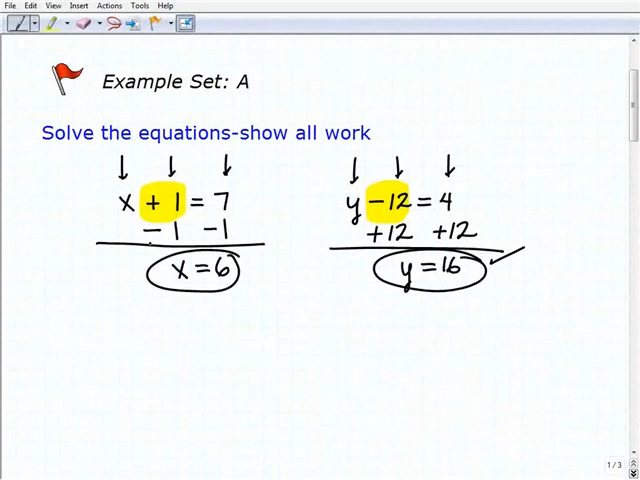 File Edit View Insert Actions Tools Help
Example Set: A
Solve the equations-show all work
x + 1 = 7
- 1 -1
x = 6
y - 12 = 4
+12 +12
y = 16
1/3